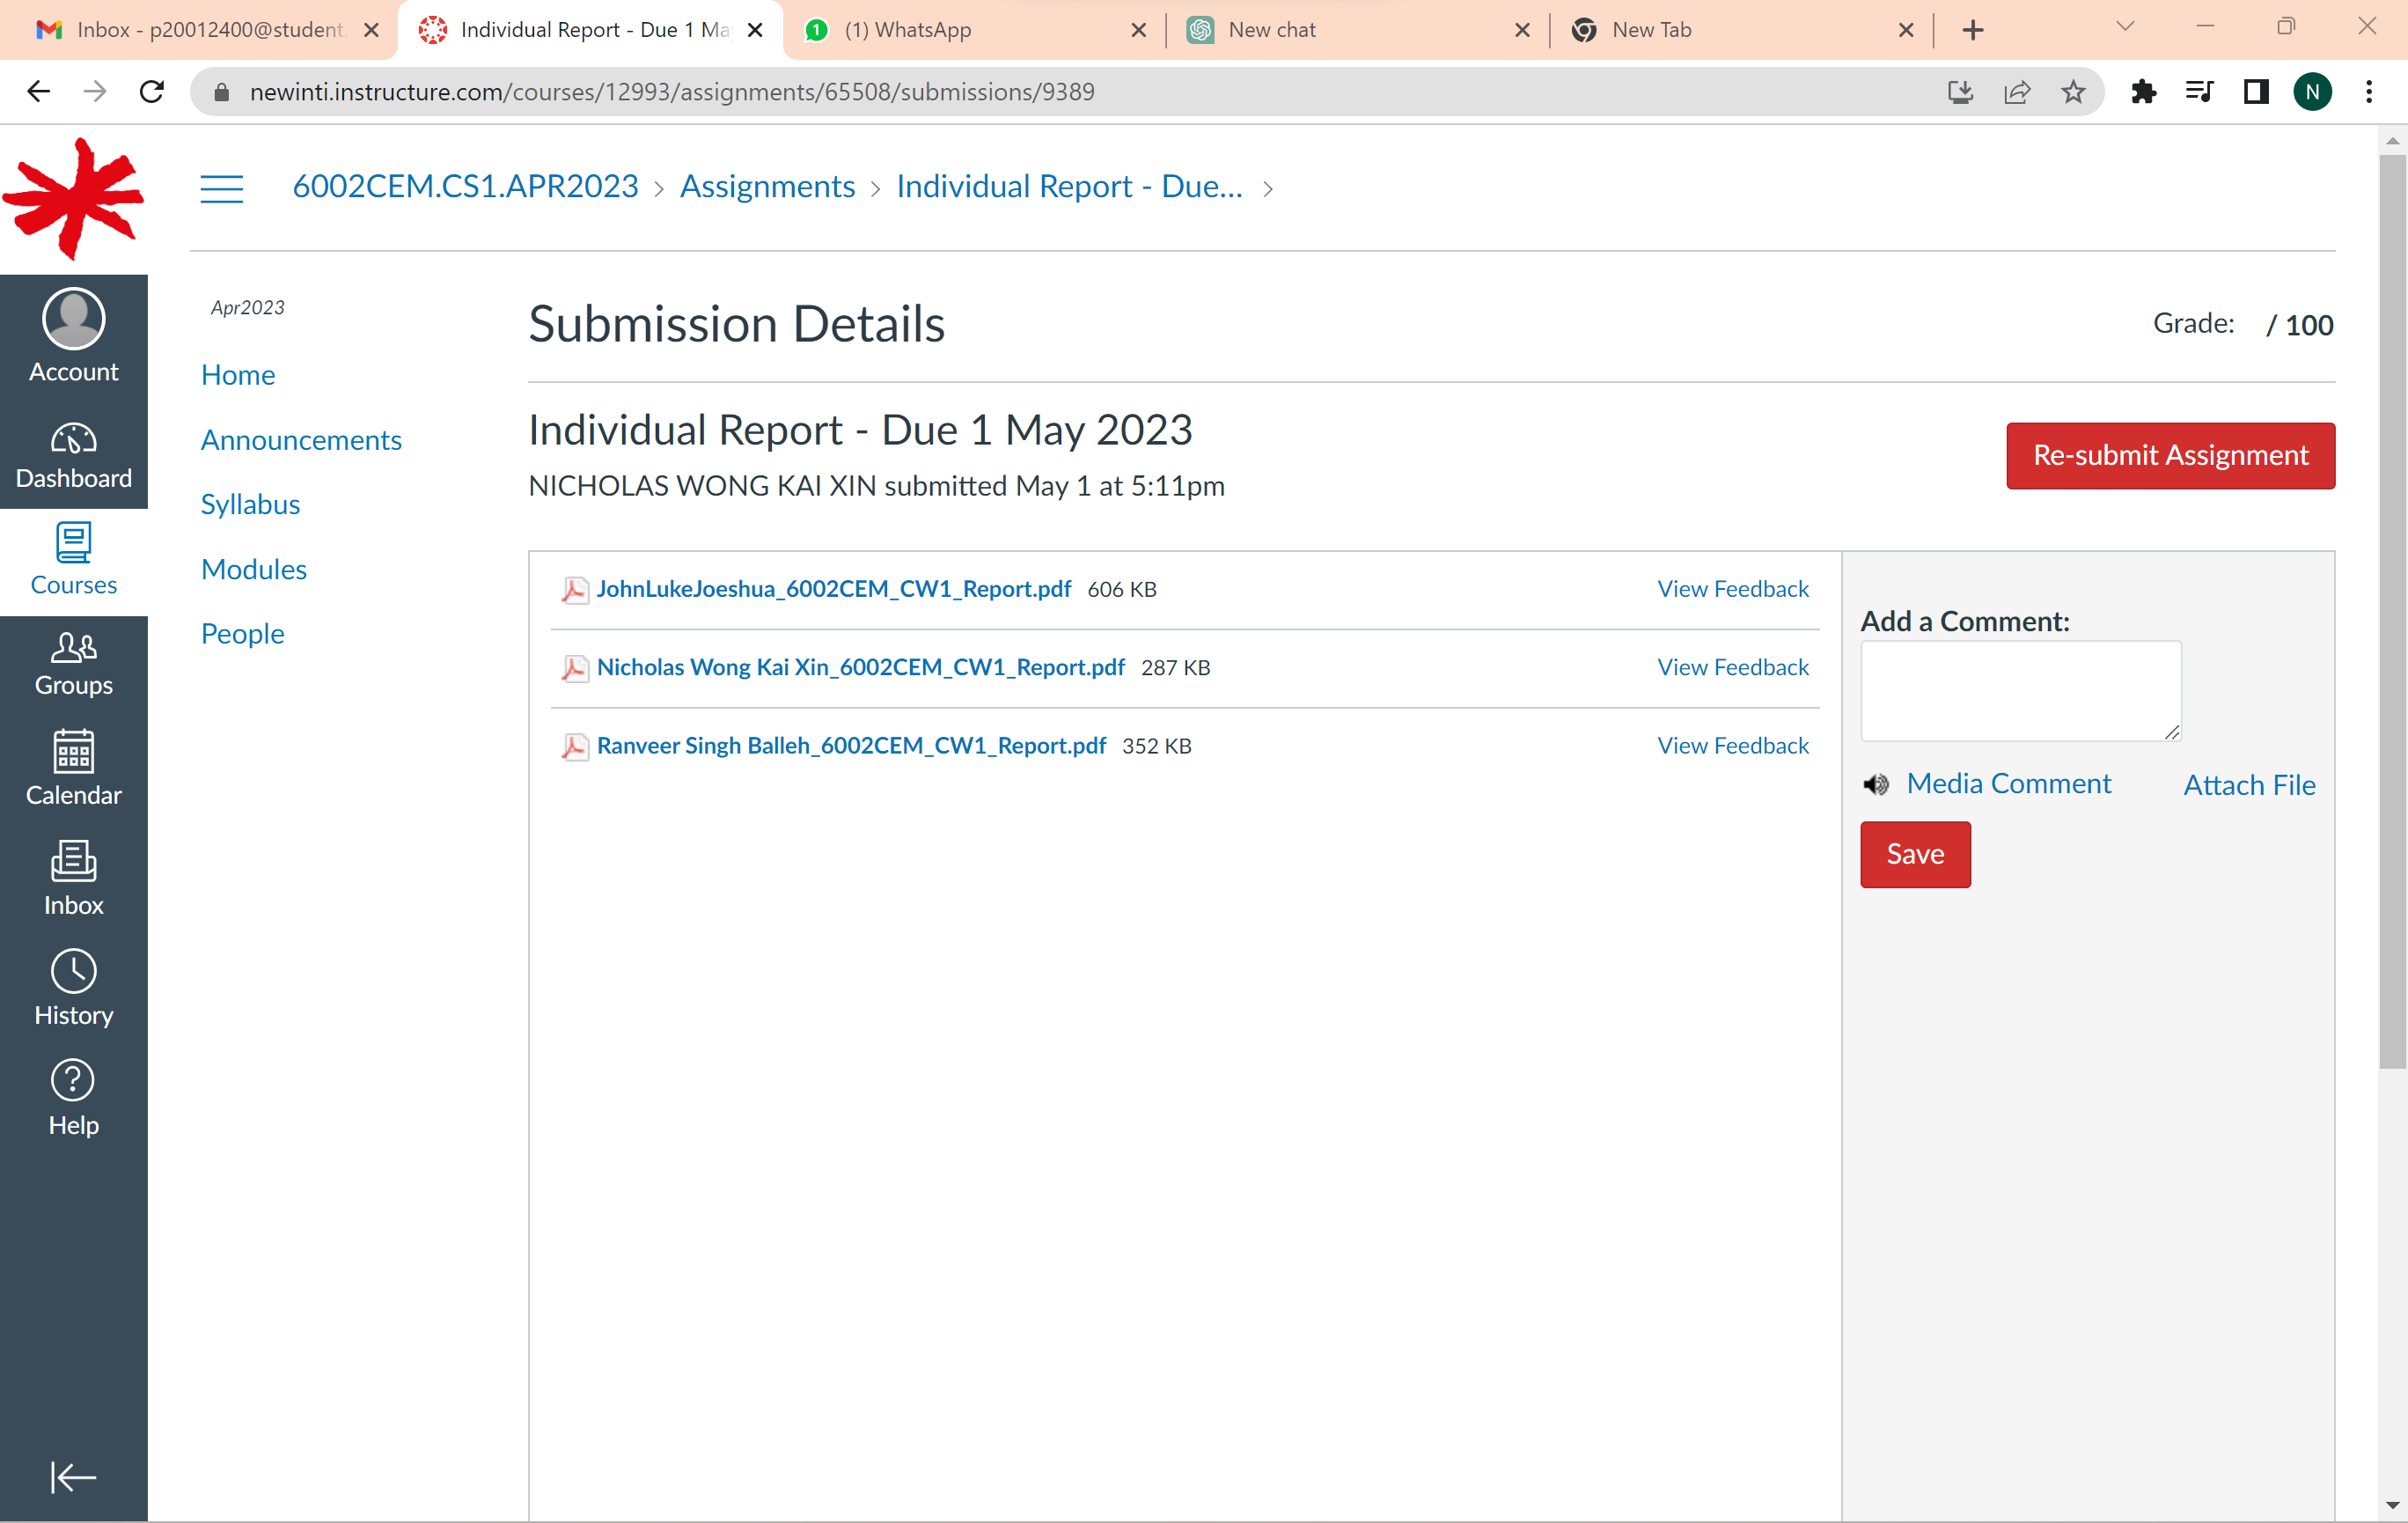 Inbox - p20012400@student.
Individual Report - Due 1 Ma
1
(1) WhatsApp
New chat
New Tab
newinti.instructure.com/courses/12993/assignments/65508/submissions/9389
N
6002CEM.CS1.APR2023 > Assignments > Individual Report - Due... >
Account
Dashboard
Courses
Groups
Calendar
Inbox
History
Help
Apr2023
Home
Announcements
Syllabus
Modules
People
Submission Details
Grade: / 100
Individual Report - Due 1 May 2023
NICHOLAS WONG KAI XIN submitted May 1 at 5:11pm
Re-submit Assignment
JohnLukeJoeshua_6002CEM_CW1_Report.pdf 606 KB View Feedback
Nicholas Wong Kai Xin_6002CEM_CW1_Report.pdf 287 KB View Feedback
Ranveer Singh Balleh_6002CEM_CW1_Report.pdf 352 KB View Feedback
Add a Comment:
Media Comment
Attach File
Save